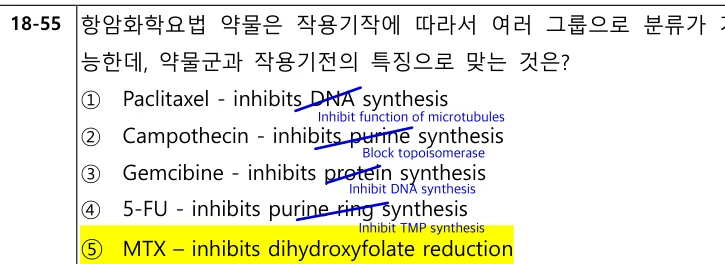 18-55 항암화학요법 약물은 작용기작에 따라서 여러 그룹으로 분류가
능한데, 약물군과 작용기전의 특징으로 맞는 것은?
① Paclitaxel - inhibits DNA synthesis
Inhibit function of microtubules
② Campothecin - inhibits purine synthesis
Block topoisomerase
③ Gemcibine - inhibits protein synthesis
Inhibit DNA synthesis
④ 5-FU - inhibits purine ring synthesis
Inhibit TMP synthesis
⑤ MTX – inhibits dihydroxyfolate reduction